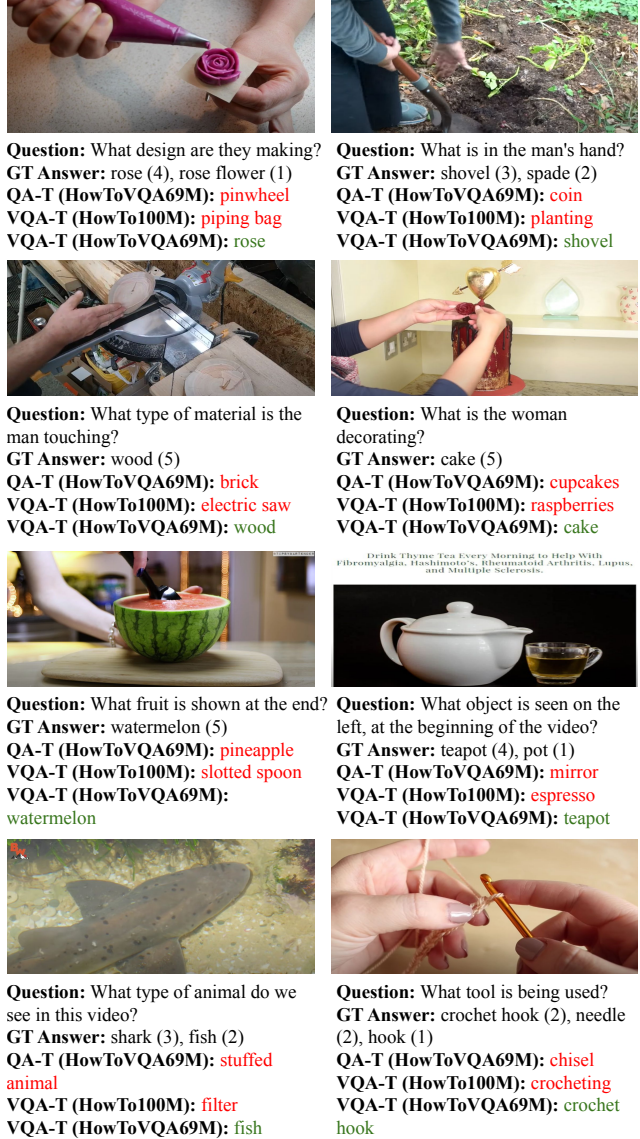 Question: What design are they making?
GT Answer: rose (4), rose flower (1)
QA-T (HowToVQA69M): pinwheel
VQA-T (HowTo100M): piping bag
VQA-T (HowToVQA69M): rose
Question: What is in the man's hand?
GT Answer: shovel (3), spade (2)
QA-T (HowToVQA69M): coin
VQA-T (HowTo100M): planting
VQA-T (HowToVQA69M): shovel
Question: What type of material is the
man touching?
GT Answer: wood (5)
QA-T (HowToVQA69M): brick
VQA-T (HowTo100M): electric saw
VQA-T (HowToVQA69M): wood
Question: What is the woman
decorating?
GT Answer: cake (5)
QA-T (HowToVQA69M): cupcakes
VQA-T (HowTo100M): raspberries
VQA-T (HowToVQA69M): cake
Question: What fruit is shown at the end?
GT Answer: watermelon (5)
QA-T (HowToVQA69M): pineapple
VQA-T (HowTo100M): slotted spoon
VQA-T (HowToVQA69M):
watermelon
Drink Thyme Tea Every Morning to Help With
Fibromyalgia, Hashimoto's, Rheumatoid Arthritis, Lupus,
and Multiple Sclerosis.
Question: What object is seen on the
left, at the beginning of the video?
GT Answer: teapot (4), pot (1)
QA-T (HowToVQA69M): mirror
VQA-T (HowTo100M): espresso
VQA-T (HowToVQA69M): teapot
Question: What type of animal do we
see in this video?
GT Answer: shark (3), fish (2)
QA-T (HowToVQA69M): stuffed
animal
VQA-T (HowTo100M): filter
VQA-T (HowToVQA69M): fish
Question: What tool is being used?
GT Answer: crochet hook (2), needle
(2), hook (1)
QA-T (HowToVQA69M): chisel
VQA-T (HowTo100M): crocheting
VQA-T (HowToVQA69M): crochet
hook